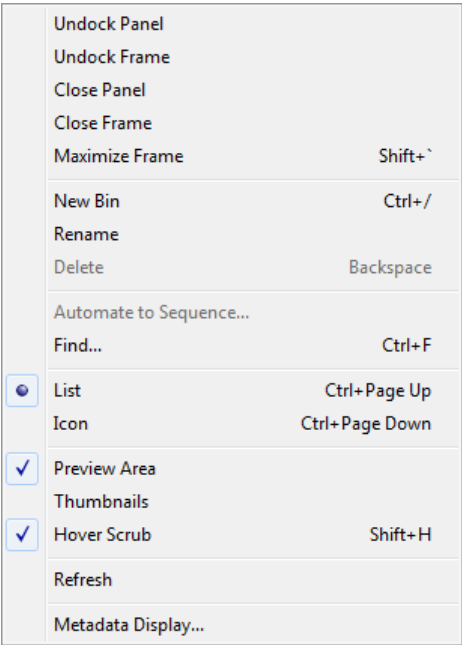 Undock Panel
Undock Frame
Close Panel
Close Frame
Maximize Frame Shift+`
New Bin Ctrl+/
Rename
Delete Backspace
Automate to Sequence...
Find... Ctrl+F
List Ctrl+Page Up
Icon Ctrl+Page Down
Preview Area
Thumbnails
Hover Scrub Shift+H
Refresh
Metadata Display...